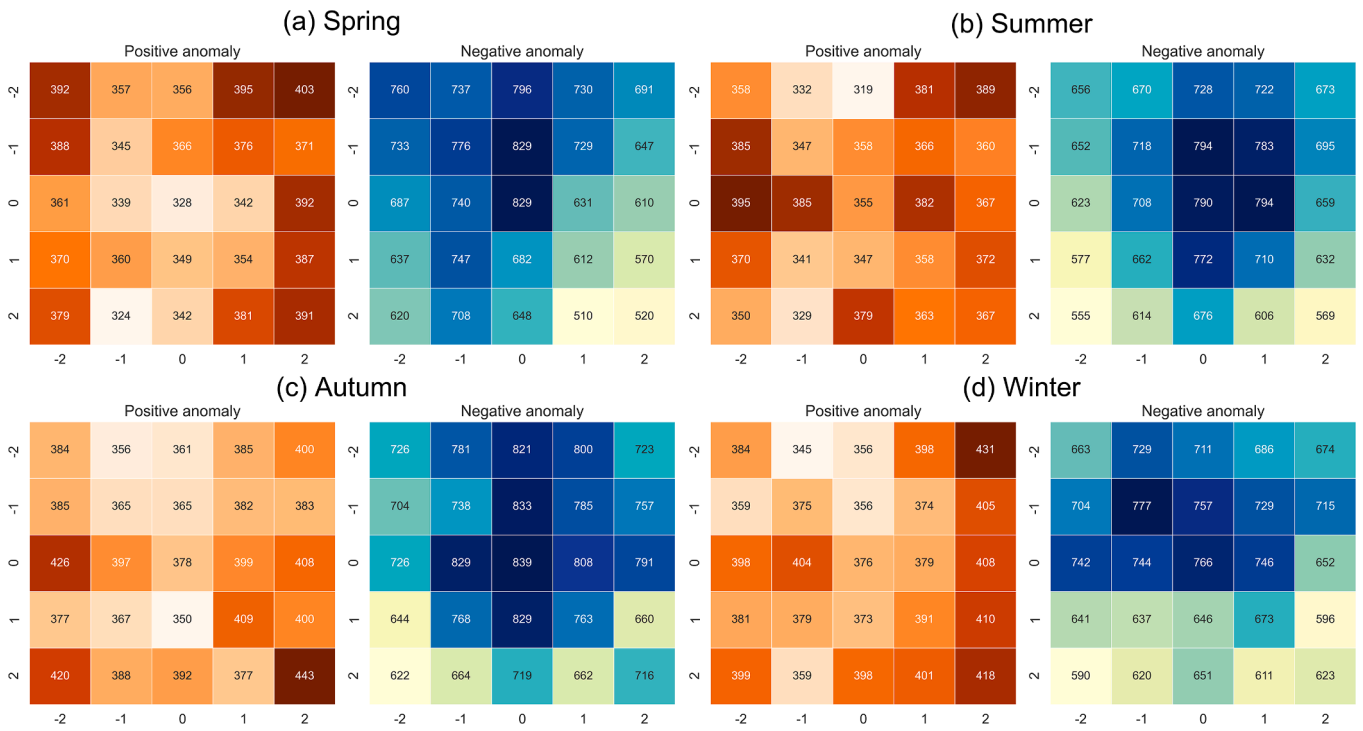 (a) Spring
Positive anomaly
-2 392 357 356 395 403
-1 388 345 366 376 371
0 361 339 328 342 392
1 370 360 349 354 387
2 379 324 342 381 391
-2 -1 0 1 2
Negative anomaly
-2 760 737 796 730 691
-1 733 776 829 729 647
0 687 740 829 631 610
1 637 747 682 612 570
2 620 708 648 510 520
-2 -1 0 1 2
(b) Summer
Positive anomaly
-2 358 332 319 381 389
-1 385 347 358 366 360
0 395 385 355 382 367
1 370 341 347 358 372
2 350 329 379 363 367
-2 -1 0 1 2
Negative anomaly
-2 656 670 728 722 673
-1 652 718 794 783 695
0 623 708 790 794 659
1 577 662 772 710 632
2 555 614 676 606 569
-2 -1 0 1 2
(c) Autumn
Positive anomaly
-2 384 356 361 385 400
-1 385 365 365 382 383
0 426 397 378 399 408
1 377 367 350 409 400
2 420 388 392 377 443
-2 -1 0 1 2
Negative anomaly
-2 726 781 821 800 723
-1 704 738 833 785 757
0 726 829 839 808 791
1 644 768 829 763 660
2 622 664 719 662 716
-2 -1 0 1 2
(d) Winter
Positive anomaly
-2 384 345 356 398 431
-1 359 375 356 374 405
0 398 404 376 379 408
1 381 379 373 391 410
2 399 359 398 401 418
-2 -1 0 1 2
Negative anomaly
-2 663 729 711 686 674
-1 704 777 757 729 715
0 742 744 766 746 652
1 641 637 646 673 596
2 590 620 651 611 623
-2 -1 0 1 2